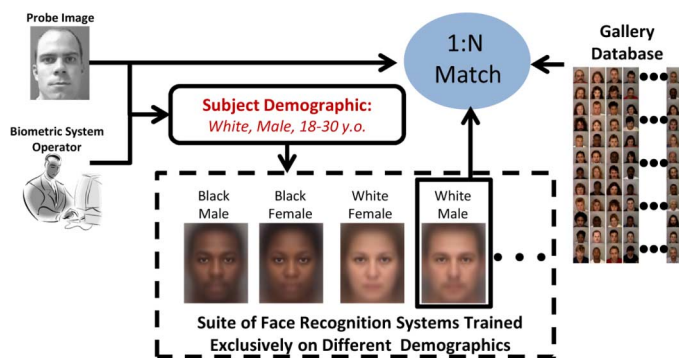 Probe Image
1:N
Match
Gallery
Database
Subject Demographic:
White, Male, 18-30 y.o.
Biometric System
Operator
Black
Male
Black
Female
White
Female
White
Male
Suite of Face Recognition Systems Trained
Exclusively on Different Demographics